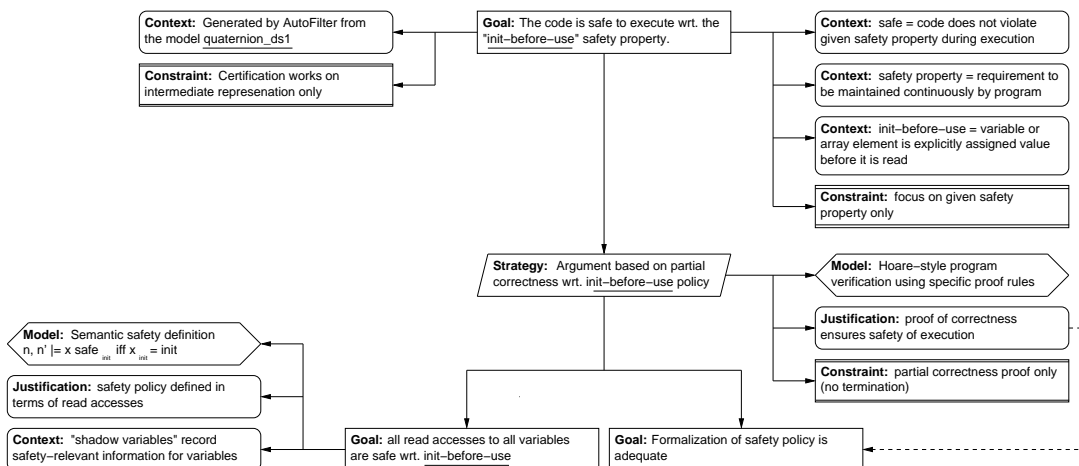 Context: Generated by AutoFilter from
the model quaternion_ds1
Constraint: Certification works on
intermediate represenation only
Goal: The code is safe to execute wrt. the
"init−before−use" safety property.
Context: safe = code does not violate
given safety property during execution
Context: safety property = requirement to
be maintained continuously by program
Context: init−before−use = variable or
array element is explicitly assigned value
before it is read
Constraint: focus on given safety
property only
Strategy: Argument based on partial
correctness wrt. init−before−use policy
Model: Hoare−style program
verification using specific proof rules
Justification: proof of correctness
ensures safety of execution
Constraint: partial correctness proof only
(no termination)
Model: Semantic safety definition
n, n' |= x safe init iff x init = init
Justification: safety policy defined in
terms of read accesses
Context: "shadow variables" record
safety−relevant information for variables
Goal: all read accesses to all variables
are safe wrt. init−before−use
Goal: Formalization of safety policy is
adequate